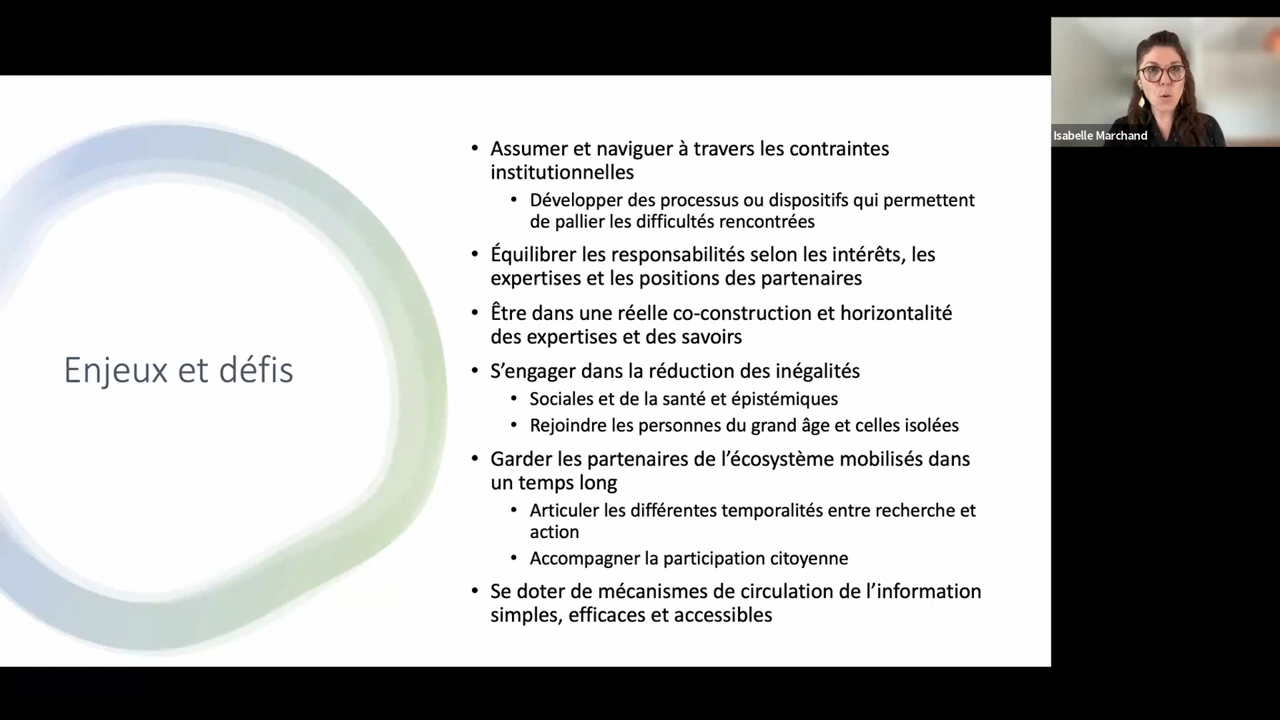 Isabelle Marchand
Enjeux et défis
• Assumer et naviguer à travers les contraintes
institutionnelles
• Développer des processus ou dispositifs qui permettent
de pallier les difficultés rencontrées
• Équilibrer les responsabilités selon les intérêts, les
expertises et les positions des partenaires
• Être dans une réelle co-construction et horizontalité
des expertises et des savoirs
• S’engager dans la réduction des inégalités
• Sociales et de la santé et épistémiques
• Rejoindre les personnes du grand âge et celles isolées
• Garder les partenaires de l’écosystème mobilisés dans
un temps long
• Articuler les différentes temporalités entre recherche et
action
• Accompagner la participation citoyenne
• Se doter de mécanismes de circulation de l’information
simples, efficaces et accessibles